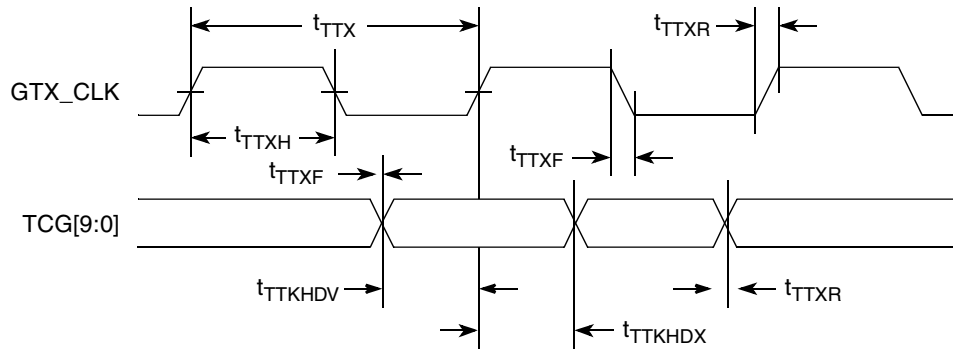 tTTX
tTTXR
GTX_CLK
tTTXH
tTTXF
tTTXF
TCG[9:0]
tTTKHDV
tTTXR
tTTKHDX